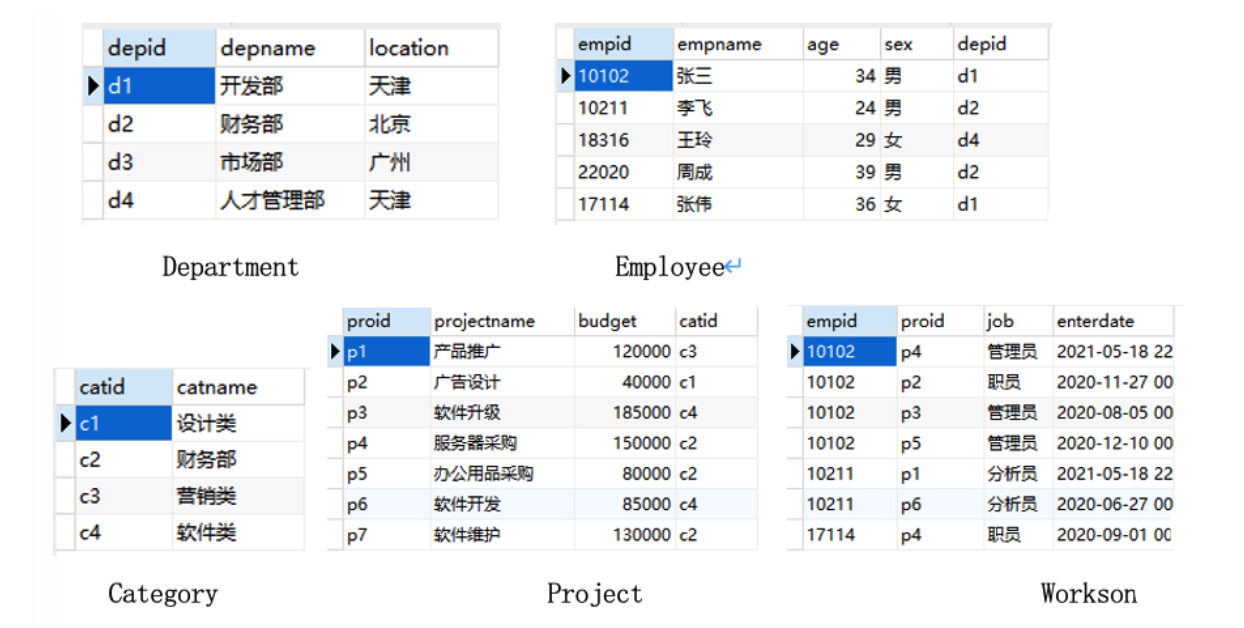 depid depname location
d1 开发部 天津
d2 财务部 北京
d3 市场部 广州
d4 人才管理部 天津
Department
empid empname age sex depid
10102 张三 34 男 d1
10211 李飞 24 男 d2
18316 王玲 29 女 d4
22020 周成 39 男 d2
17114 张伟 36 女 d1
Employee↵
catid catname
c1 设计类
c2 财务部
c3 营销类
c4 软件类
Category
proid projectname budget catid
p1 产品推广 120000 c3
p2 广告设计 40000 c1
p3 软件升级 185000 c4
p4 服务器采购 150000 c2
p5 办公用品采购 80000 c2
p6 软件开发 85000 c4
p7 软件维护 130000 c2
Project
empid proid job enterdate
10102 p4 管理员 2021-05-18 22
10102 p2 职员 2020-11-27 00
10102 p3 管理员 2020-08-05 00
10102 p5 管理员 2020-12-10 00
10211 p1 分析员 2021-05-18 22
10211 p6 分析员 2020-06-27 00
17114 p4 职员 2020-09-01 00
Workson